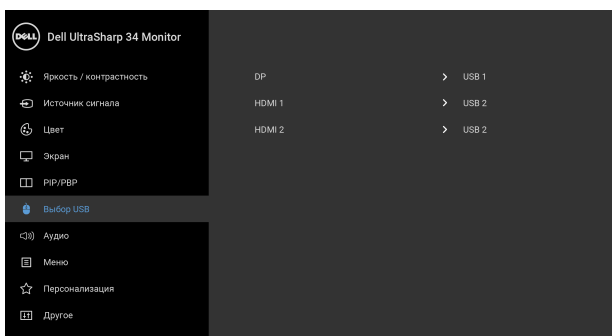 DELL Dell UltraSharp 34 Monitor
Яркость / контрастность DP USB 1
Источник сигнала HDMI 1 USB 2
Цвет HDMI 2 USB 2
Экран
PIP/PBP
Выбор USB
Аудио
Меню
Персонализация
Другое